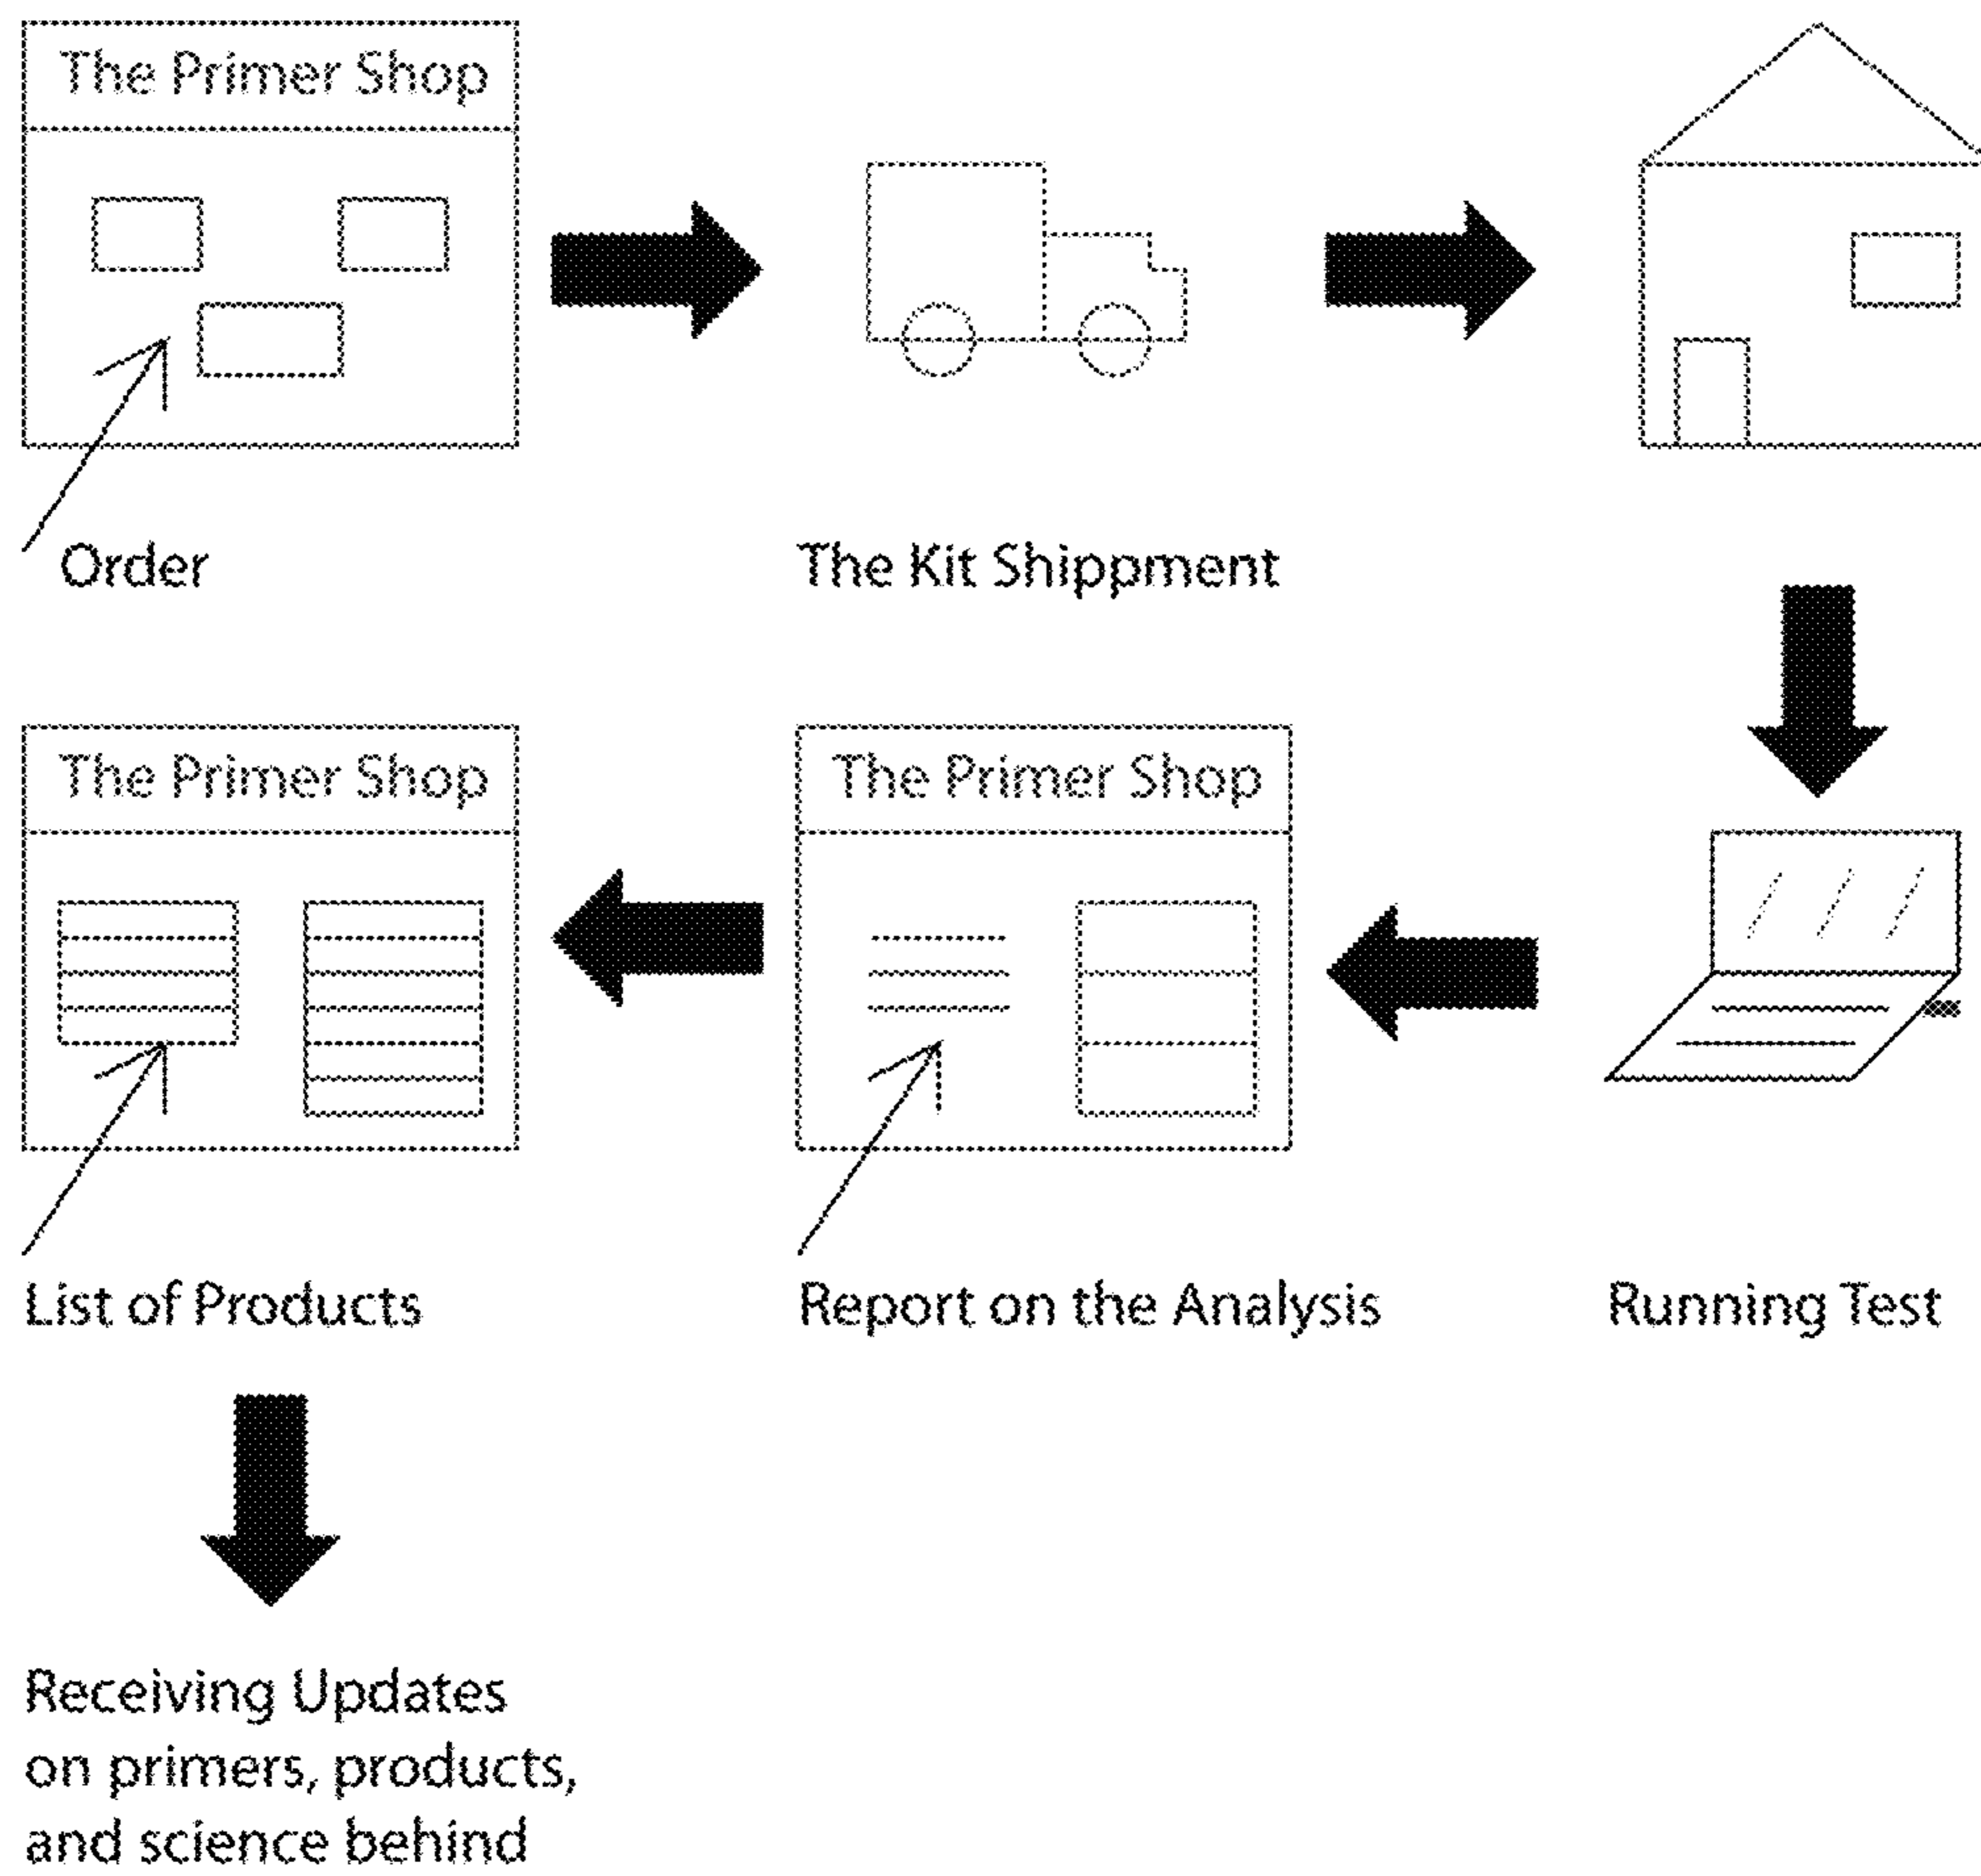 The Primer Shop
Order
The Kit Shippment
The Primer Shop
The Primer Shop
List of Products
Report on the Analysis
Running Test
Receiving Updates
on primers, products,
and science behind